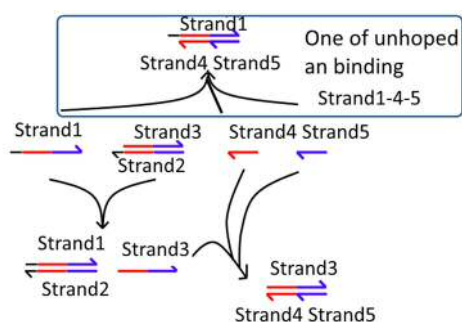 Strand1
One of unhoped
Strand4 Strand5
an binding
Strand1-4-5
Strand1
Strand3
Strand4 Strand5
Strand2
Strand1
Strand3
Strand2
Strand3
Strand4 Strand5